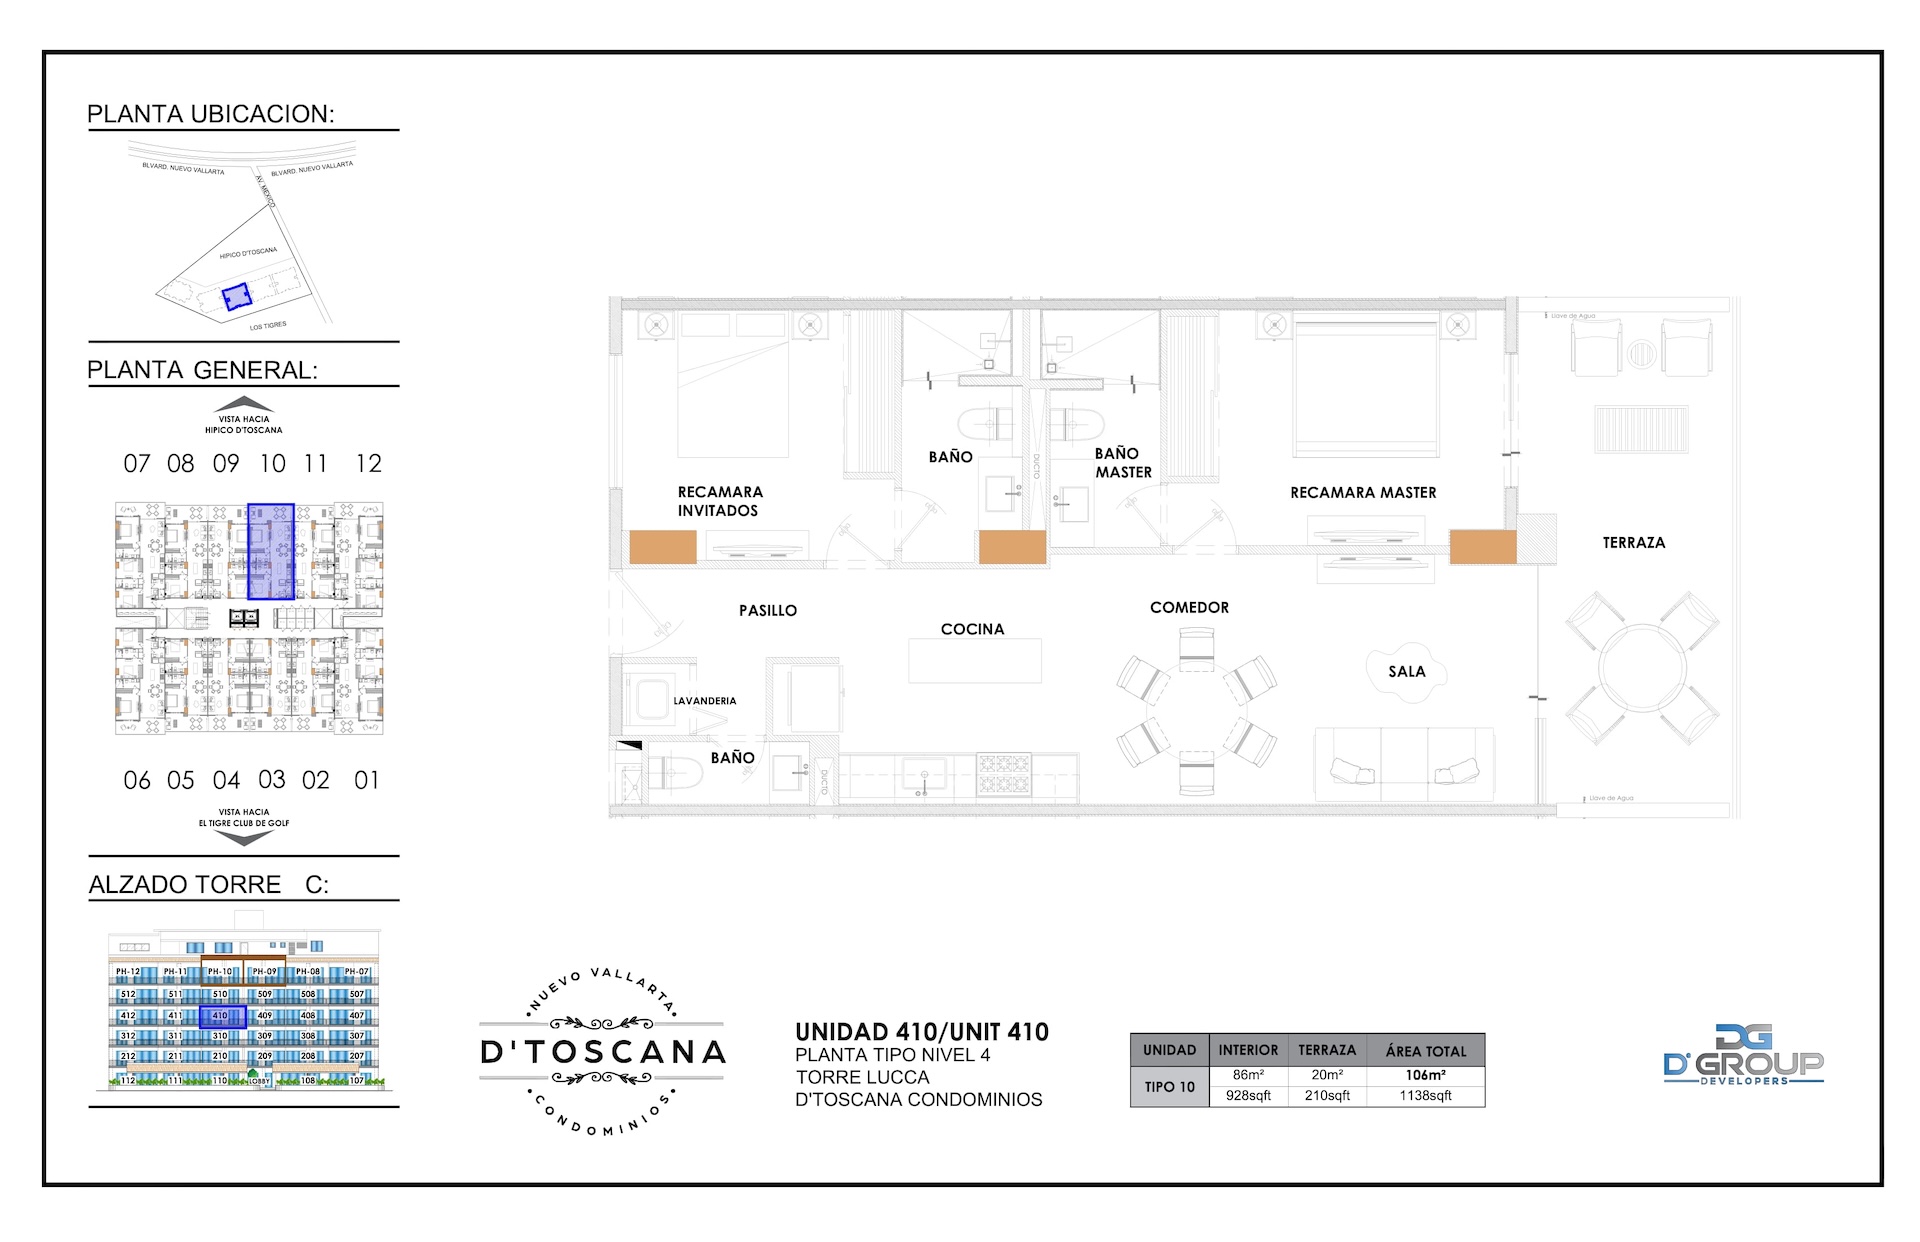 PLANTA UBICACION:
BLVARD. NUEVO VALLARTA
BLVARD. NUEVO VALLARTA
AV. MEXICO
HIPICO D'TOSCANA
LOS TIGRES
PLANTA GENERAL:
VISTA HACIA
HIPICO D'TOSCANA
07 08 09 10 11 12
06 05 04 03 02 01
VISTA HACIA
EL TIGRE CLUB DE GOLF
ALZADO TORRE C:
PH-12 PH-11 PH-10 PH-09 PH-08 PH-07
512 511 510 509 508 507
412 411 410 409 408 407
312 311 310 309 308 307
212 211 210 209 208 207
112 111 110 LOBBY 108 107
Llave de Agua
BAÑO
DUCTO
BAÑO
MASTER
RECAMARA
INVITADOS
RECAMARA MASTER
TERRAZA
PASILLO
COCINA
COMEDOR
SALA
LAVANDERIA
BAÑO
DUCTO
Llave de Agua
NUEVO VALLARTA
D'TOSCANA
CONDOMINIOS
UNIDAD 410/UNIT 410
PLANTA TIPO NIVEL 4
TORRE LUCCA
D'TOSCANA CONDOMINIOS
UNIDAD INTERIOR TERRAZA ÁREA TOTAL
TIPO 10
86m² 20m² 106m²
928sqft 210sqft 1138sqft
DG
D'GROUP
DEVELOPERS